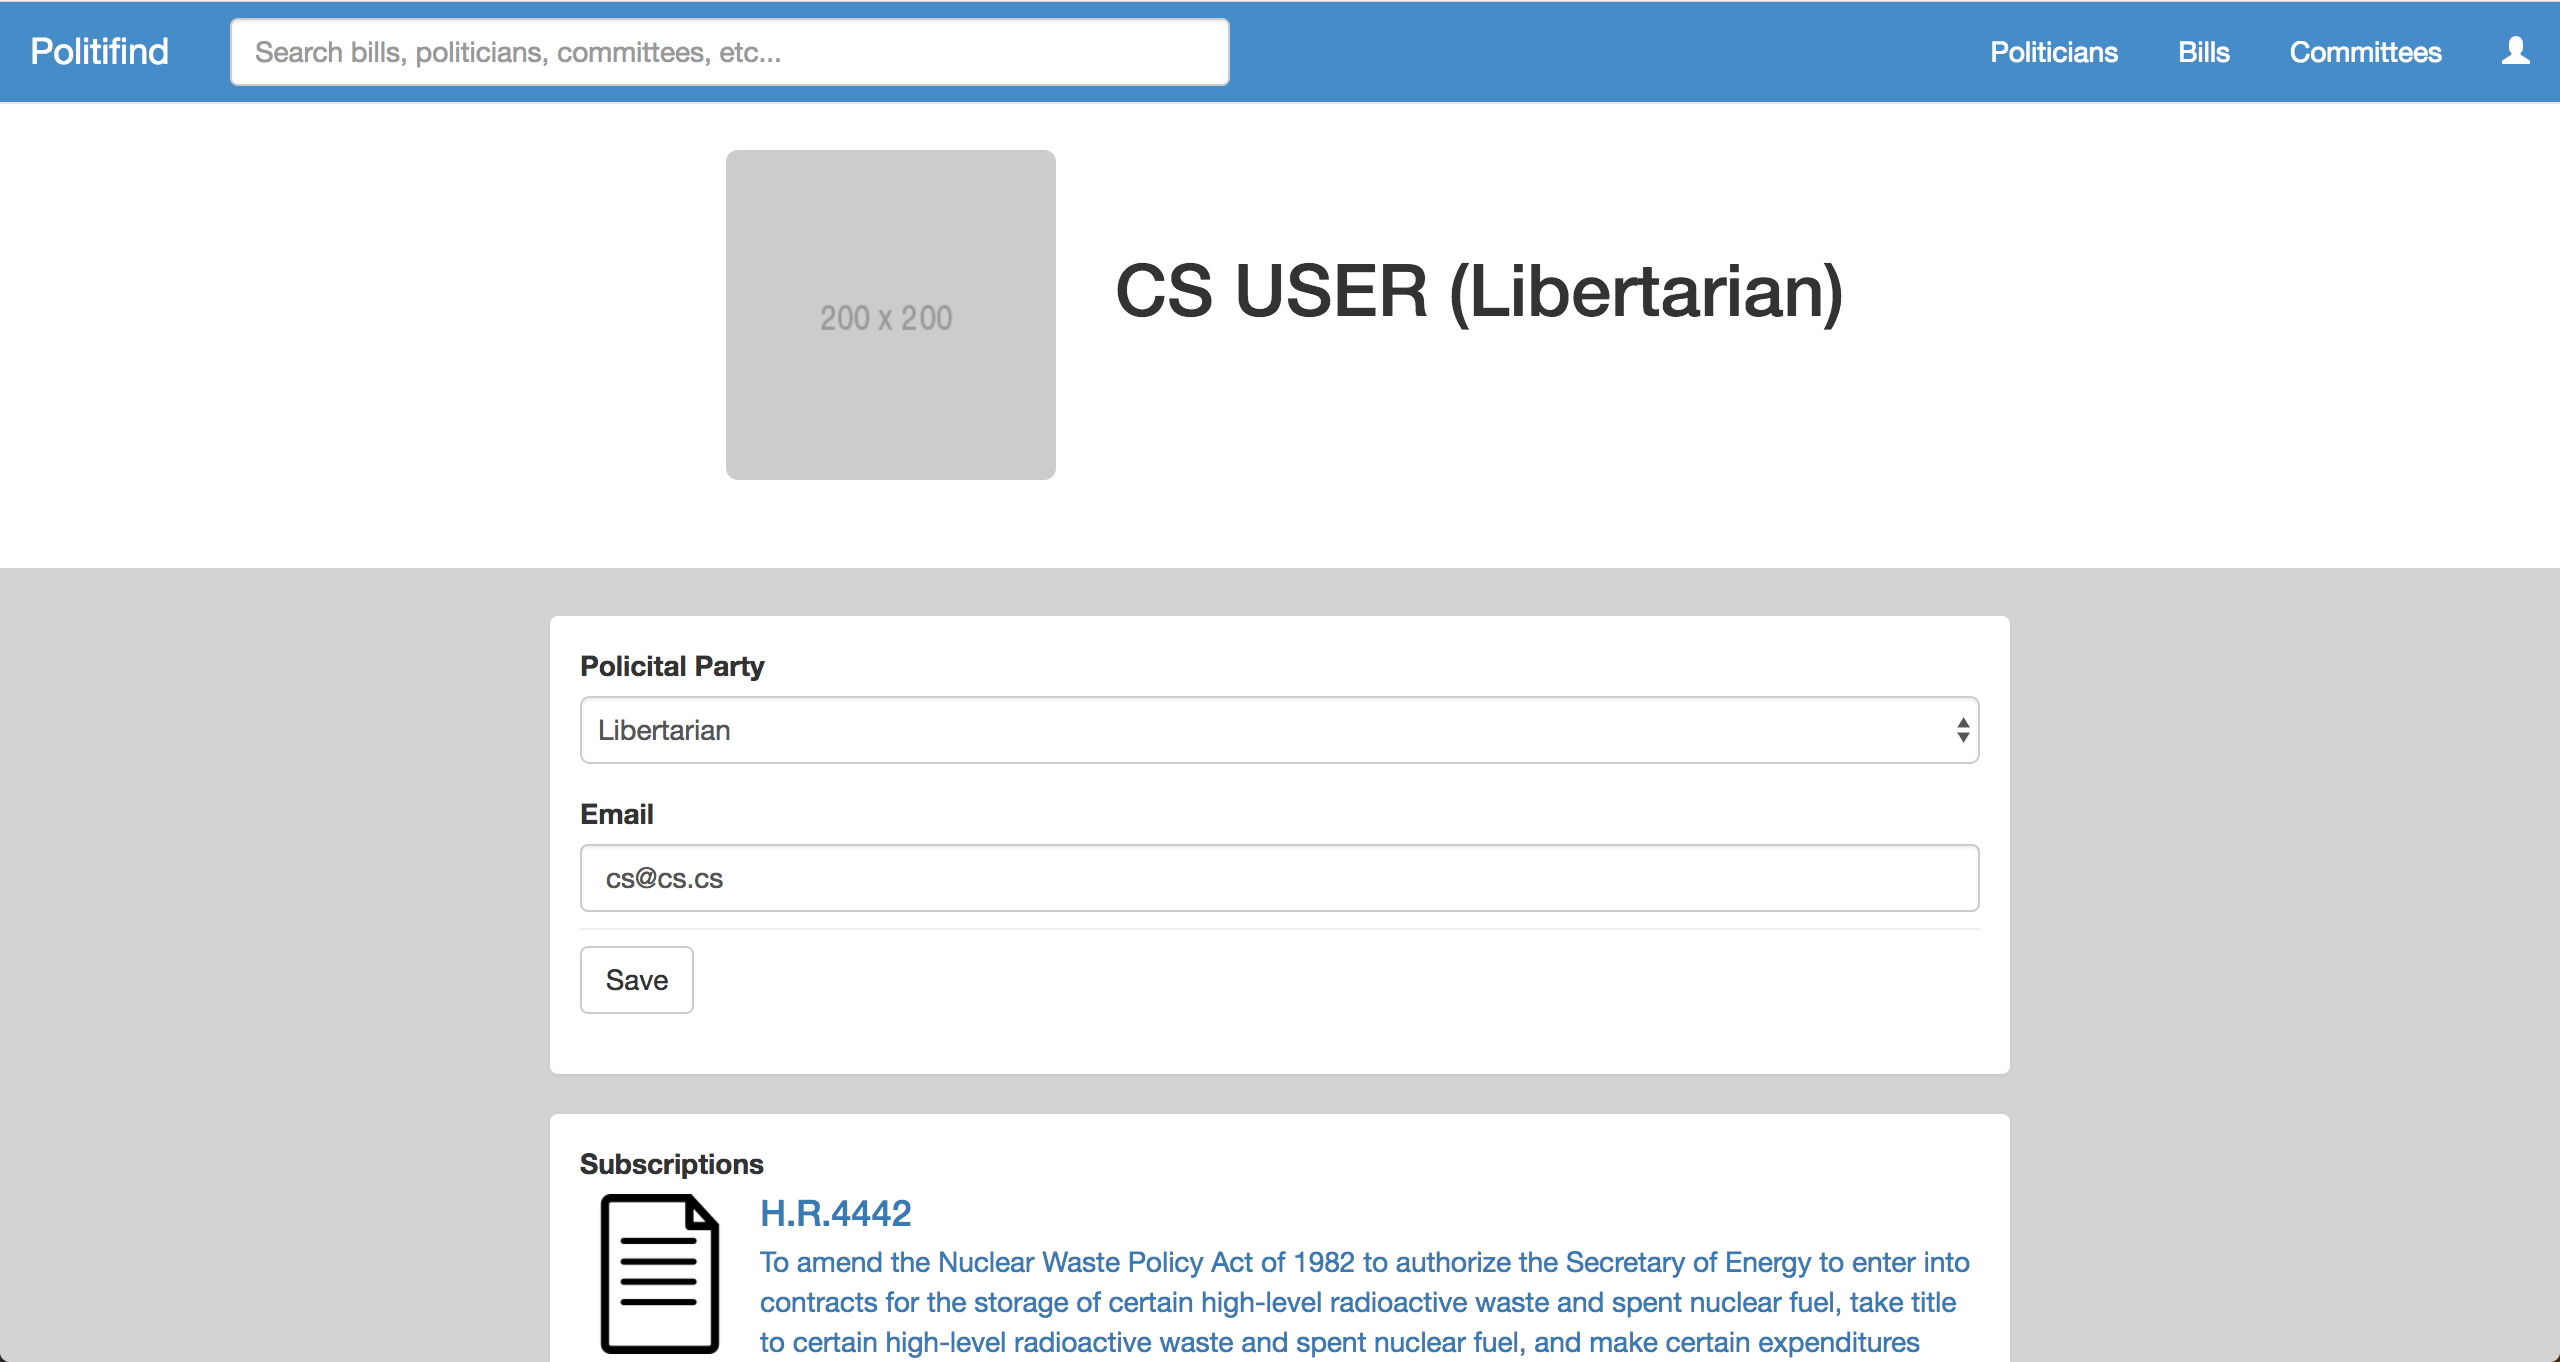 Politifind
Search bills, politicians, committees, etc...
Politicians
Bills
Committees
200 x 200
CS USER (Libertarian)
Policital Party
Libertarian
Email
cs@cs.cs
Save
Subscriptions
H.R.4442
To amend the Nuclear Waste Policy Act of 1982 to authorize the Secretary of Energy to enter into
contracts for the storage of certain high-level radioactive waste and spent nuclear fuel, take title
to certain high-level radioactive waste and spent nuclear fuel, and make certain expenditures